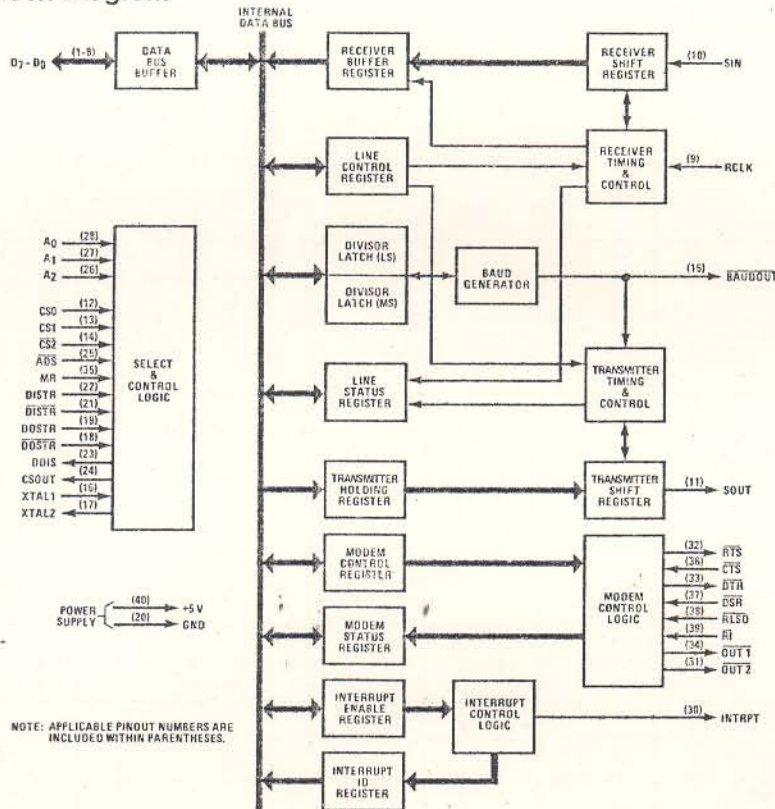 INTERNAL
DATA BUS
D7-D0
(1-8)
DATA
BUS
BUFFER
RECEIVER
BUFFER
REGISTER
RECEIVER
SHIFT
REGISTER
(10)
SIN
LINE
CONTROL
REGISTER
RECEIVER
TIMING
&
CONTROL
(9)
RCLK
A0 (28)
A1 (27)
A2 (26)
CS0 (12)
CS1 (13)
CS2 (14)
ADS (25)
MR (35)
DISTR (22)
DISTR (21)
DOSTR (19)
DOSTR (18)
DDIS (23)
CSOUT (24)
XTAL1 (16)
XTAL2 (17)
SELECT
&
CONTROL
LOGIC
DIVISOR
LATCH (LS)
DIVISOR
LATCH (MS)
BAUD
GENERATOR
(15)
BAUDOUT
LINE
STATUS
REGISTER
TRANSMITTER
TIMING
&
CONTROL
TRANSMITTER
HOLDING
REGISTER
TRANSMITTER
SHIFT
REGISTER
(11)
SOUT
MODEM
CONTROL
REGISTER
MODEM
STATUS
REGISTER
MODEM
CONTROL
LOGIC
(32) RTS
(36) CTS
(33) DTR
(37) DSR
(38) RLSD
(39) RI
(34) OUT 1
(31) OUT 2
POWER
SUPPLY
(40) +5 V
(20) GND
INTERRUPT
ENABLE
REGISTER
INTERRUPT
CONTROL
LOGIC
(30)
INTRPT
INTERRUPT
ID
REGISTER
NOTE: APPLICABLE PINOUT NUMBERS ARE
INCLUDED WITHIN PARENTHESES.